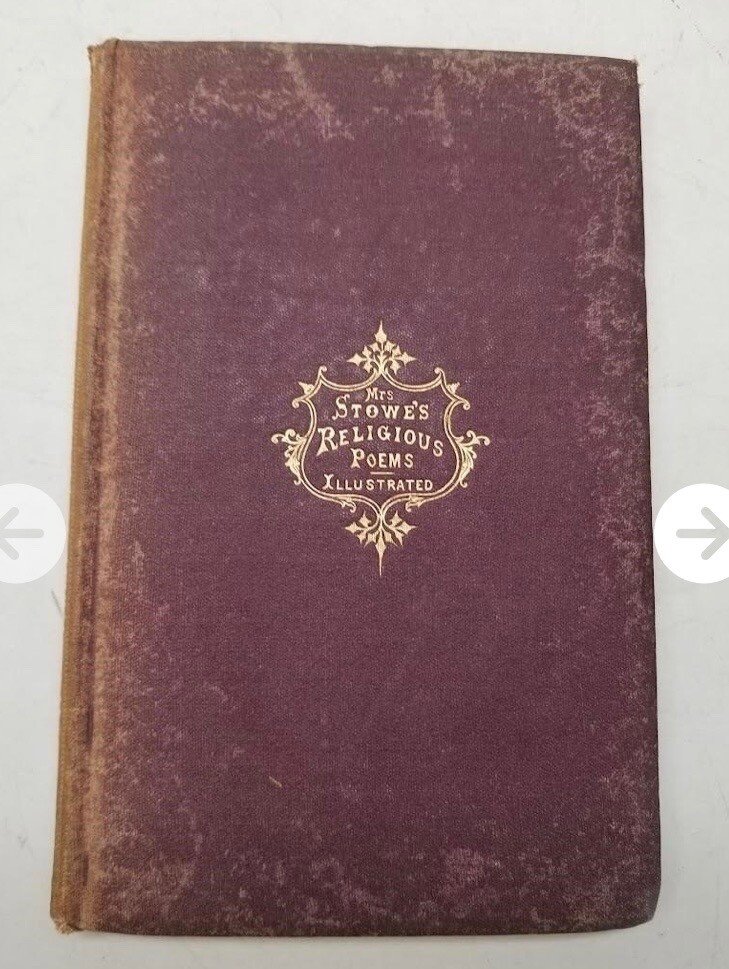 Mrs
STOWE'S
RELIGIOUS
POEMS
ILLUSTRATED